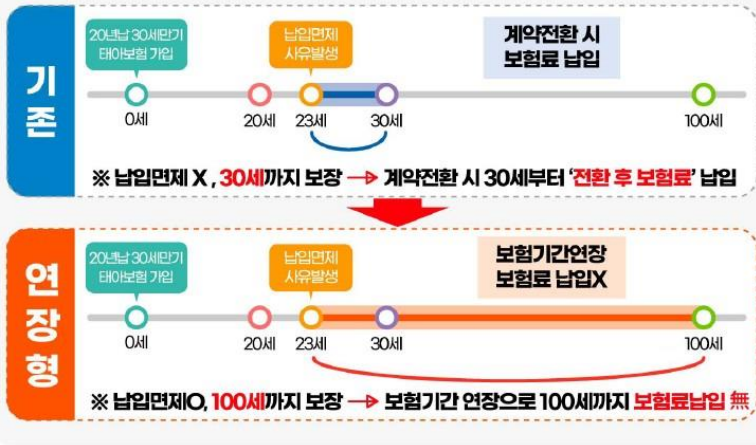 기존
20년납 30세만기
태아보험 가입
납입면제
사유발생
계약전환 시
보험료 납입
0세
20세
23세
30세
100세
※ 납입면제 X , 30세까지 보장 → 계약전환 시 30세부터 '전환 후 보험료' 납입
연장형
20년납 30세만기
태아보험 가입
납입면제
사유발생
보험기간연장
보험료 납입X
0세
20세
23세
30세
100세
※ 납입면제O, 100세까지 보장 → 보험기간 연장으로 100세까지 보험료납입 無